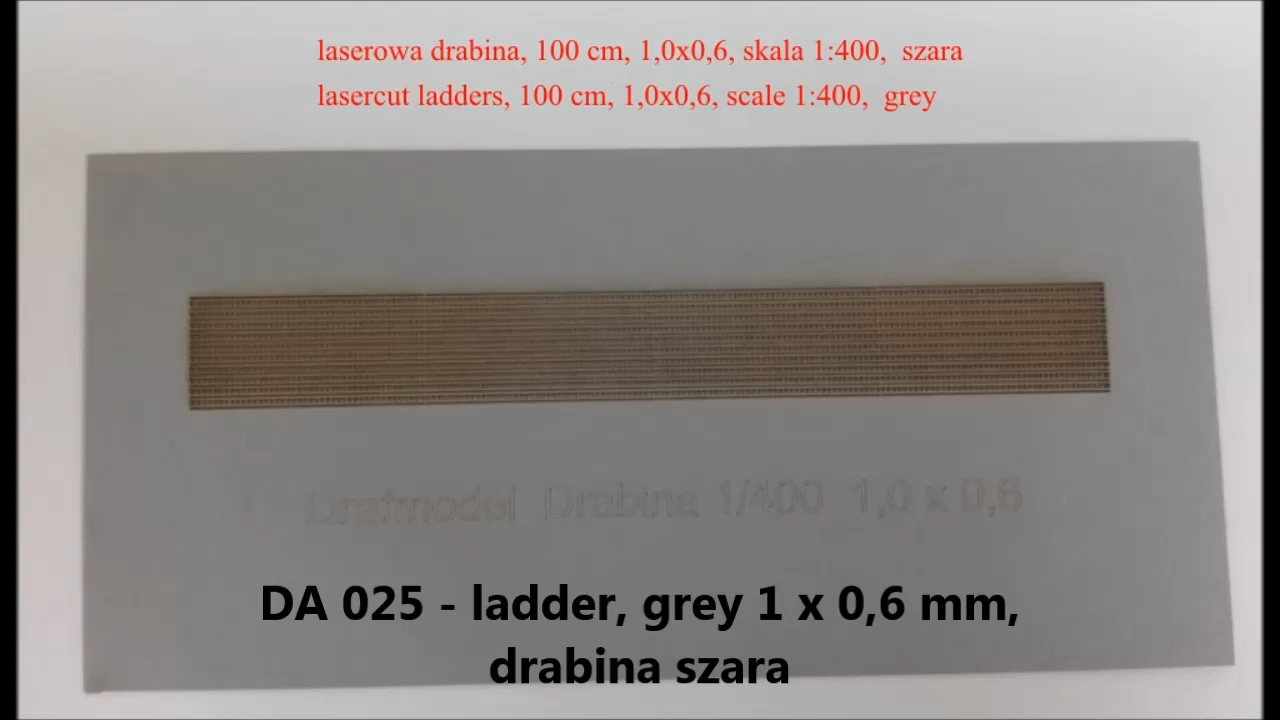 laserowa drabina, 100 cm, 1,0x0,6, skala 1:400, szara
lasercut ladders, 100 cm, 1,0x0,6, scale 1:400, grey
Drafmodel Drabina 1/400 1,0 x 0,6
DA 025 - ladder, grey 1 x 0,6 mm,
drabina szara